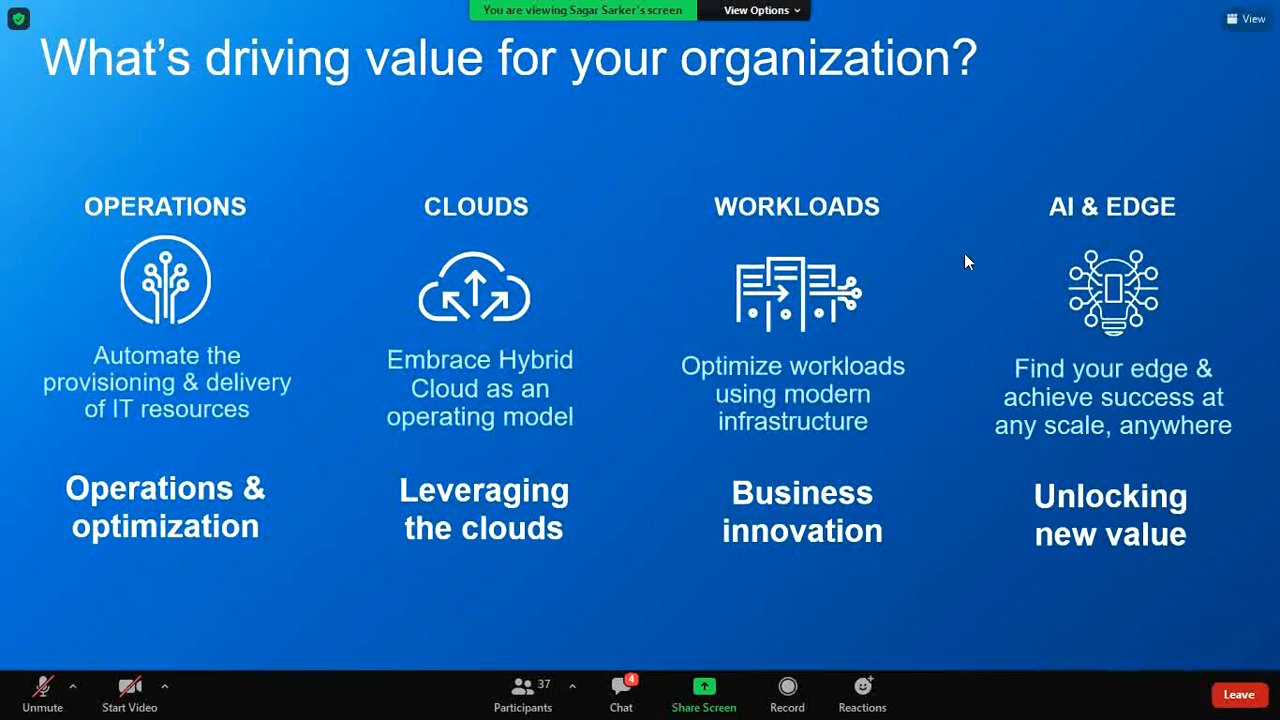 You are viewing Sagar Sarker's screen
View Options
View
What's driving value for your organization?
OPERATIONS
Automate the
provisioning & delivery
of IT resources
Operations &
optimization
CLOUDS
Embrace Hybrid
Cloud as an
operating model
Leveraging
the clouds
WORKLOADS
Optimize workloads
using modern
infrastructure
Business
innovation
AI & EDGE
Find your edge &
achieve success at
any scale, anywhere
Unlocking
new value
Unmute
Start Video
37
Participants
4
Chat
Share Screen
Record
Reactions
Leave